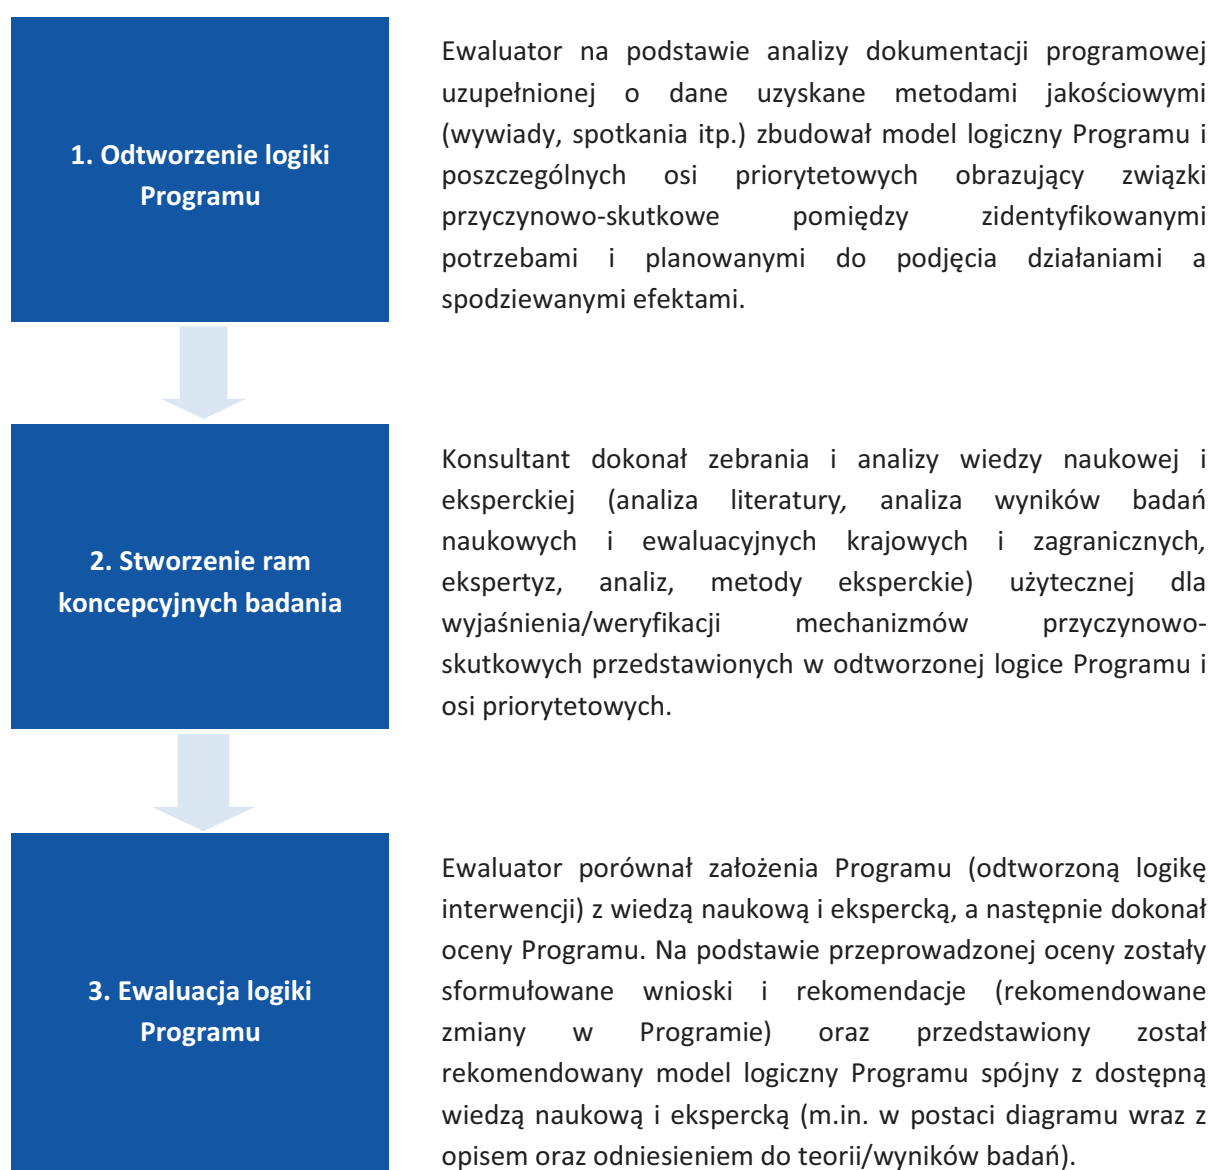 1. Odtworzenie logiki
Programu
Ewaluator na podstawie analizy dokumentacji programowej
uzupełnionej o dane uzyskane metodami jakościowymi
(wywiady, spotkania itp.) zbudował model logiczny Programu i
poszczególnych osi priorytetowych obrazujący związki
przyczynowo-skutkowe pomiędzy zidentyfikowanymi
potrzebami i planowanymi do podjęcia działaniami a
spodziewanymi efektami.
2. Stworzenie ram
koncepcyjnych badania
Konsultant dokonał zebrania i analizy wiedzy naukowej i
eksperckiej (analiza literatury, analiza wyników badań
naukowych i ewaluacyjnych krajowych i zagranicznych,
ekspertyz, analiz, metody eksperckie) użytecznej dla
wyjaśnienia/weryfikacji mechanizmów przyczynowo-
skutkowych przedstawionych w odtworzonej logice Programu i
osi priorytetowych.
3. Ewaluacja logiki
Programu
Ewaluator porównał założenia Programu (odtworzoną logikę
interwencji) z wiedzą naukową i ekspercką, a następnie dokonał
oceny Programu. Na podstawie przeprowadzonej oceny zostały
sformułowane wnioski i rekomendacje (rekomendowane
zmiany w Programie) oraz przedstawiony został
rekomendowany model logiczny Programu spójny z dostępną
wiedzą naukową i ekspercką (m.in. w postaci diagramu wraz z
opisem oraz odniesieniem do teorii/wyników badań).